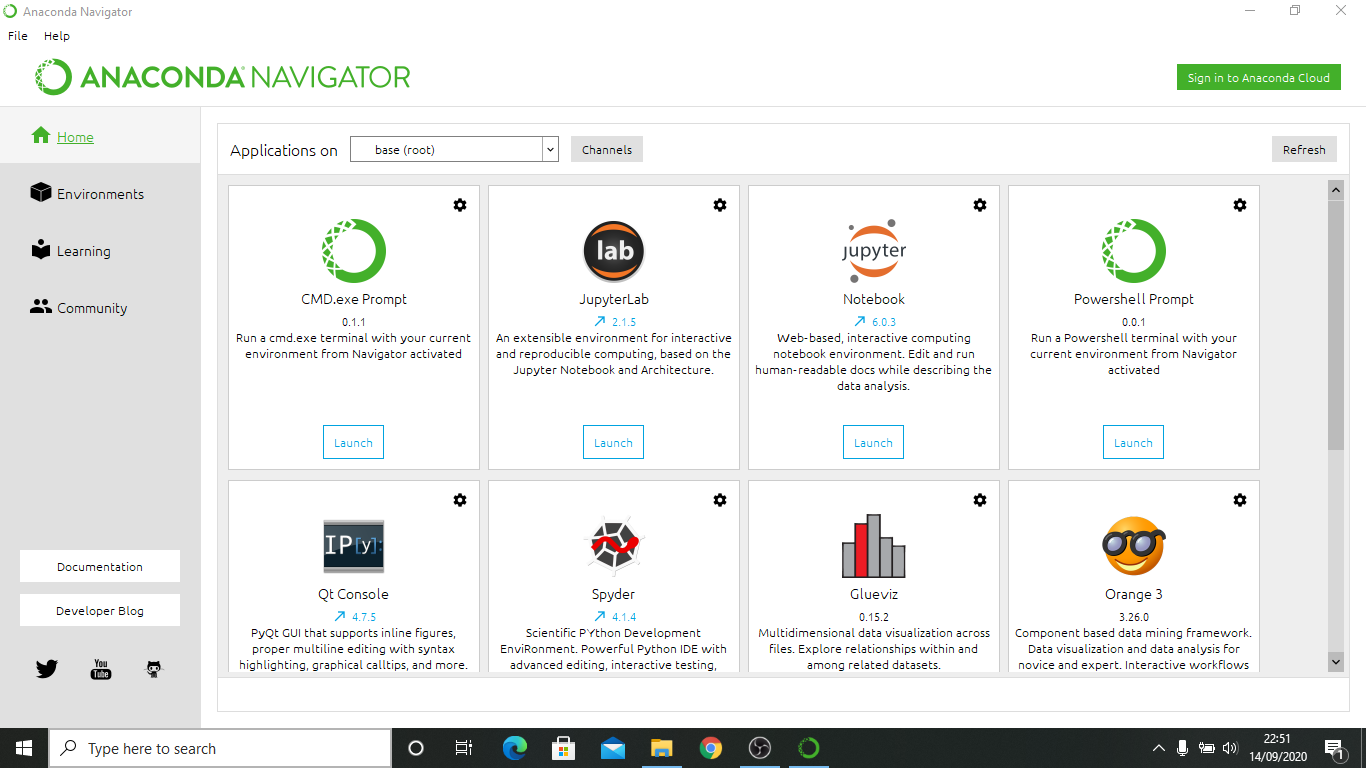 Anaconda Navigator
File Help
ANACONDA NAVIGATOR
Sign in to Anaconda Cloud
Home
Environments
Learning
Community
Documentation
Developer Blog
You
Tube
Applications on base (root) Channels Refresh
CMD.exe Prompt
0.1.1
Run a cmd.exe terminal with your current
environment from Navigator activated
Launch
lab
JupyterLab
2.1.5
An extensible environment for interactive
and reproducible computing, based on the
Jupyter Notebook and Architecture.
Launch
jupyter
Notebook
6.0.3
Web-based, interactive computing
notebook environment. Edit and run
human-readable docs while describing the
data analysis.
Launch
Powershell Prompt
0.0.1
Run a Powershell terminal with your
current environment from Navigator
activated
Launch
IP[y]:
Qt Console
4.7.5
PyQt GUI that supports inline figures,
proper multiline editing with syntax
highlighting, graphical calltips, and more.
Spyder
4.1.4
Scientific PYthon Development
EnviRonment. Powerful Python IDE with
advanced editing, interactive testing,
Glueviz
0.15.2
Multidimensional data visualization across
files. Explore relationships within and
among related datasets.
Orange 3
3.26.0
Component based data mining framework.
Data visualization and data analysis for
novice and expert. Interactive workflows
Type here to search
22:51
14/09/2020
1